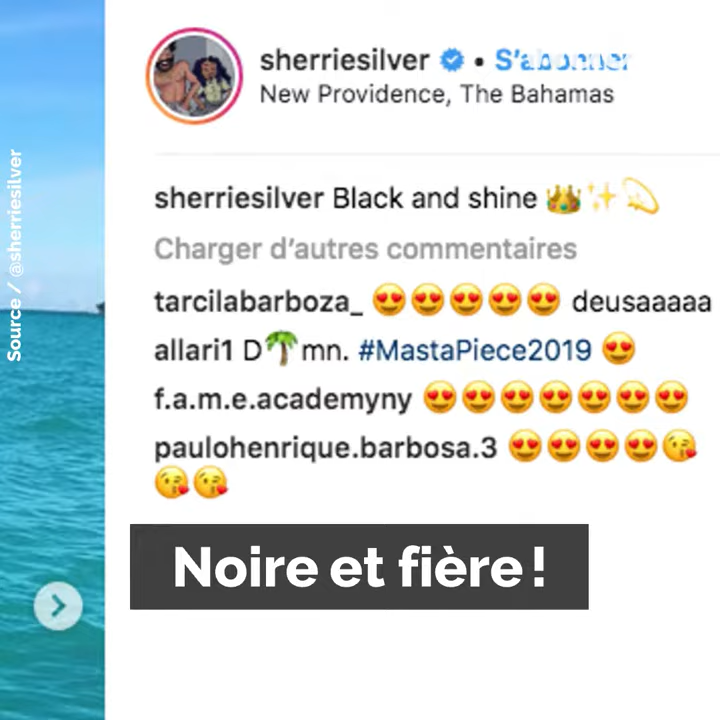 sherriesilver • S'abonner
New Providence, The Bahamas
Source / @sherriesilver
sherriesilver Black and shine 👑✨💫
Charger d'autres commentaires
tarcilabarboza_ 😍😍😍😍😍 deusaaaaa
allari1 D🌴mn. #MastaPiece2019 😍
f.a.m.e.academyny 😍😍😍😍😍😍😍
paulohenrique.barbosa.3 😍😍😍😍😘
😘😘
Noire et fière !